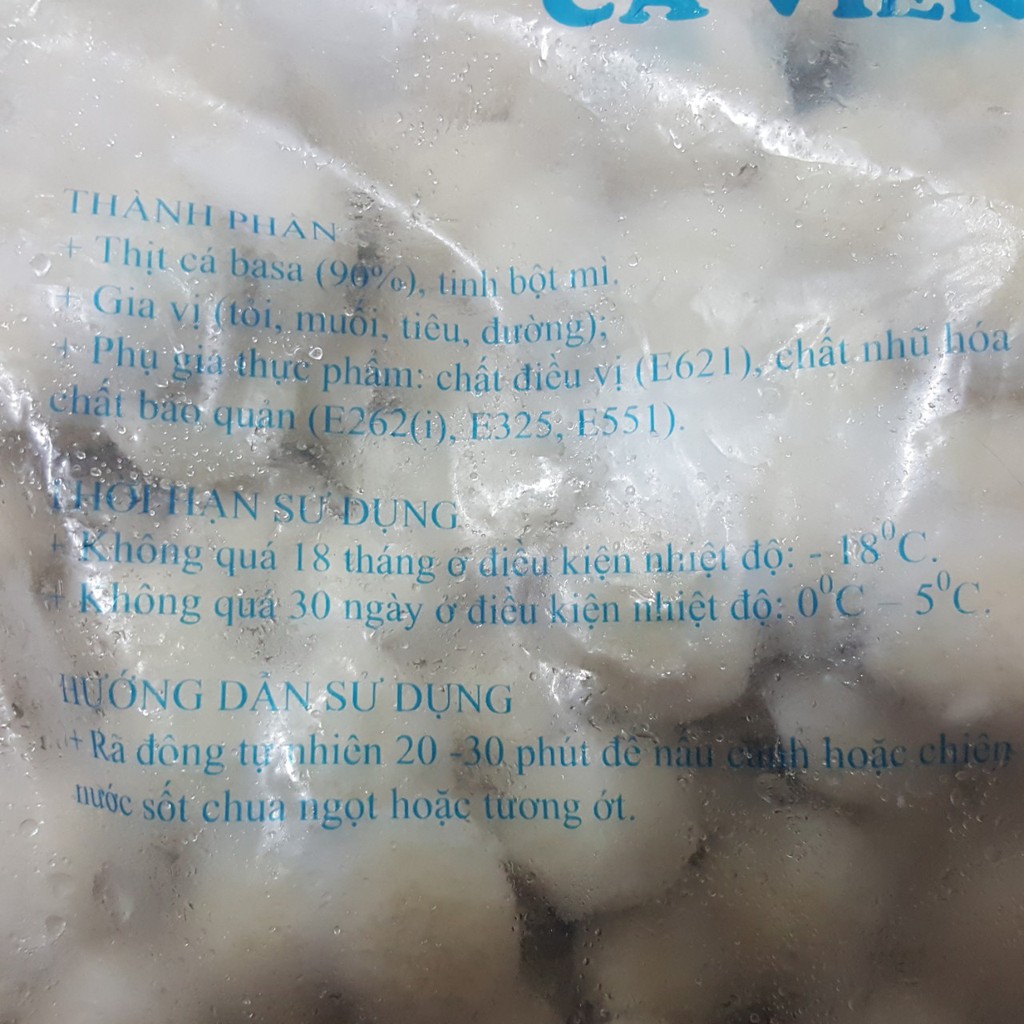 CÁ VIÊN
THÀNH PHẦN
+ Thịt cá basa (90%), tinh bột mì.
+ Gia vị (tỏi, muối, tiêu, đường);
+ Phụ gia thực phẩm: chất điều vị (E621), chất nhũ hóa
chất bảo quản (E262(i), E325, E551).
THỜI HẠN SỬ DỤNG
+ Không quá 18 tháng ở điều kiện nhiệt độ: - 18⁰C.
+ Không quá 30 ngày ở điều kiện nhiệt độ: 0⁰C – 5⁰C.
HƯỚNG DẪN SỬ DỤNG
+ Rã đông tự nhiên 20 -30 phút để nấu canh hoặc chiên
nước sốt chua ngọt hoặc tương ớt.